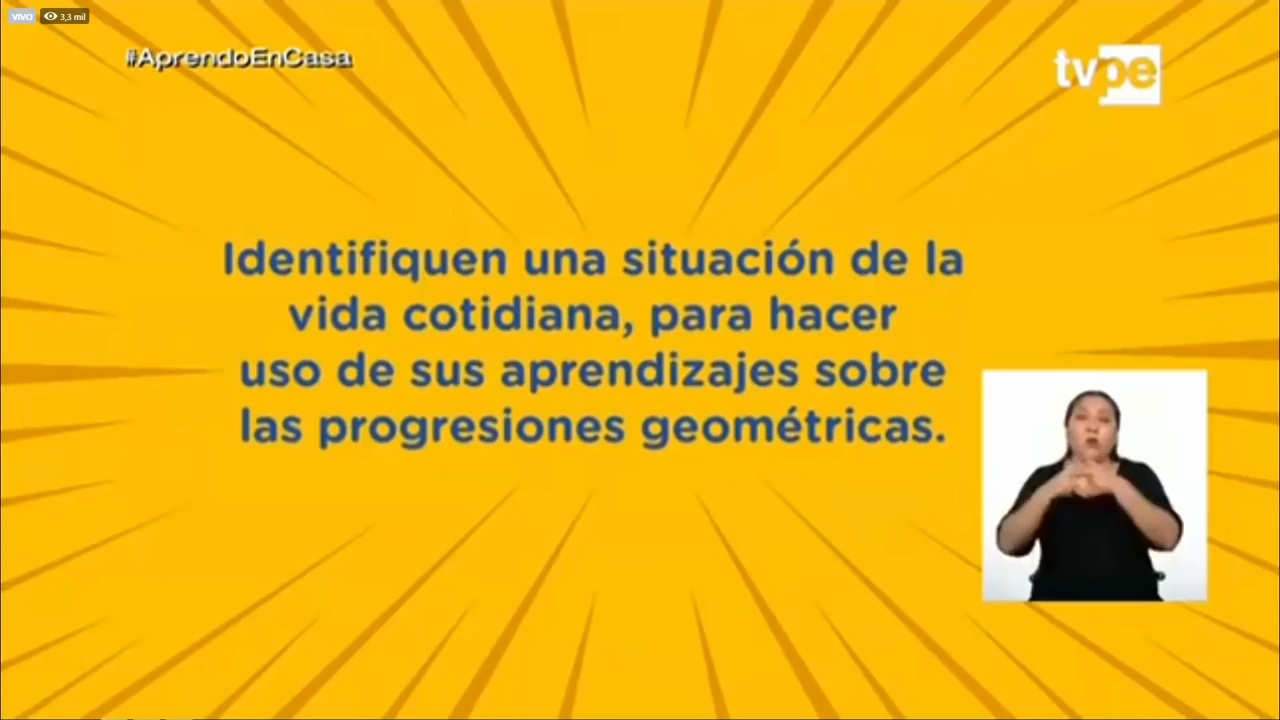 VIVO 3,3 mil
#AprendoEnCasa
tvpe
Identifiquen una situación de la
vida cotidiana, para hacer
uso de sus aprendizajes sobre
las progresiones geométricas.